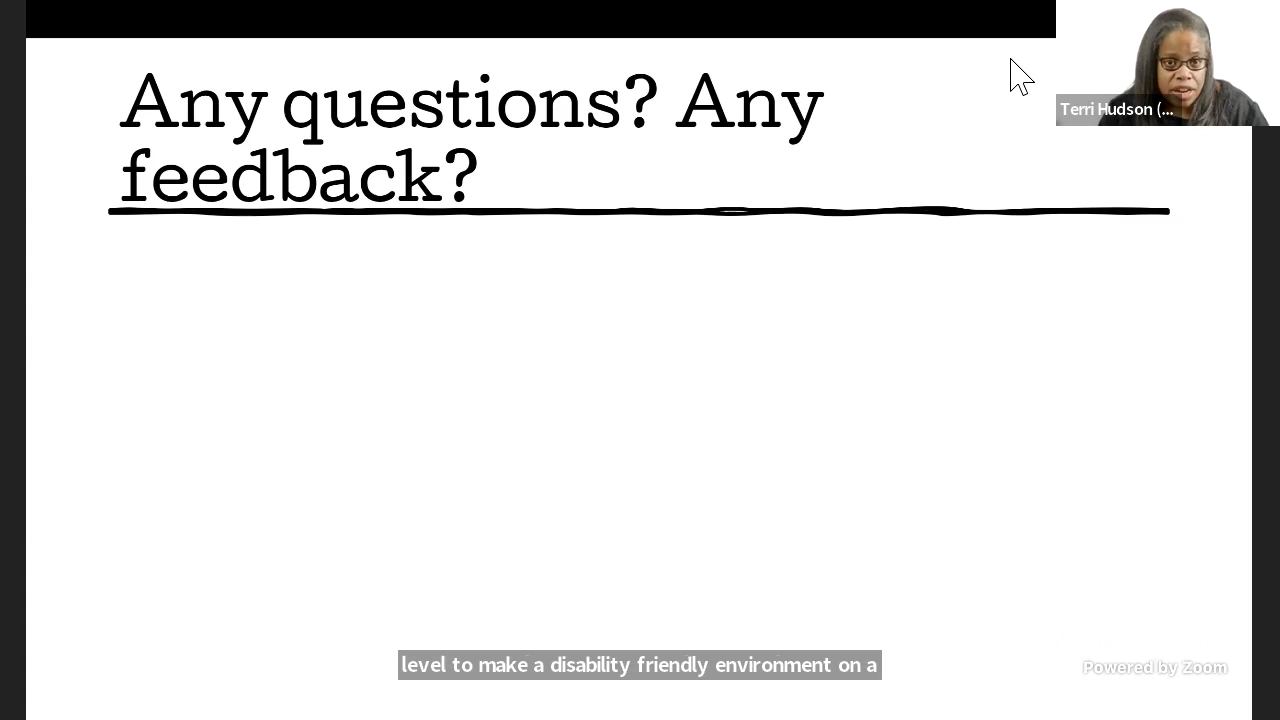 Any questions? Any
feedback?
Terri Hudson (...
level to make a disability friendly environment on a
Powered by Zoom